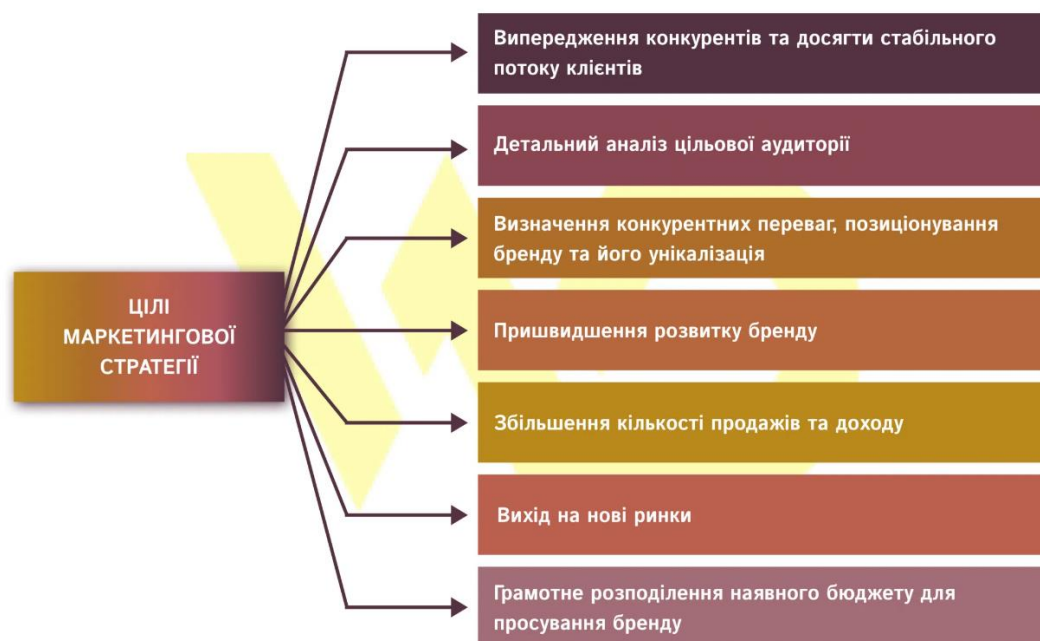 Випередження конкурентів та досягти стабільного
потоку клієнтів
Детальний аналіз цільової аудиторії
Визначення конкурентних переваг, позиціонування
бренду та його унікалізація
ЦІЛІ
МАРКЕТИНГОВОЇ
СТРАТЕГІЇ
Пришвидшення розвитку бренду
Збільшення кількості продажів та доходу
Вихід на нові ринки
Грамотне розподілення наявного бюджету для
просування бренду